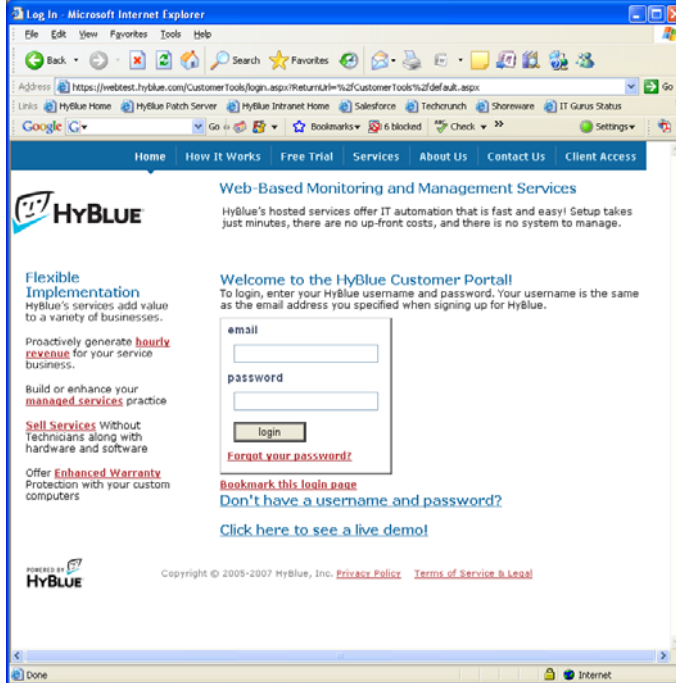 Log In - Microsoft Internet Explorer
File Edit View Favorites Tools Help
Back Search Favorites
Address https://webtest.hyblue.com/CustomerTools/login.aspx?ReturnUrl=%2fCustomerTools%2fdefault.aspx Go
Links HyBlue Home HyBlue Patch Server HyBlue Intranet Home Salesforce Techcrunch Shoreware IT Gurus Status
Google G Go Bookmarks 6 blocked Check Settings
Home How It Works Free Trial Services About Us Contact Us Client Access
HYBLUE
Web-Based Monitoring and Management Services
HyBlue's hosted services offer IT automation that is fast and easy! Setup takes
just minutes, there are no up-front costs, and there is no system to manage.
Flexible
Implementation
HyBlue's services add value
to a variety of businesses.
Proactively generate hourly
revenue for your service
business.
Build or enhance your
managed services practice
Sell Services Without
Technicians along with
hardware and software
Offer Enhanced Warranty
Protection with your custom
computers
Welcome to the HyBlue Customer Portal!
To login, enter your HyBlue username and password. Your username is the same
as the email address you specified when signing up for HyBlue.
email
password
login
Forgot your password?
Bookmark this login page
Don't have a username and password?
Click here to see a live demo!
POWERED BY
HYBLUE
Copyright © 2005-2007 HyBlue, Inc. Privacy Policy Terms of Service & Legal
Done Internet